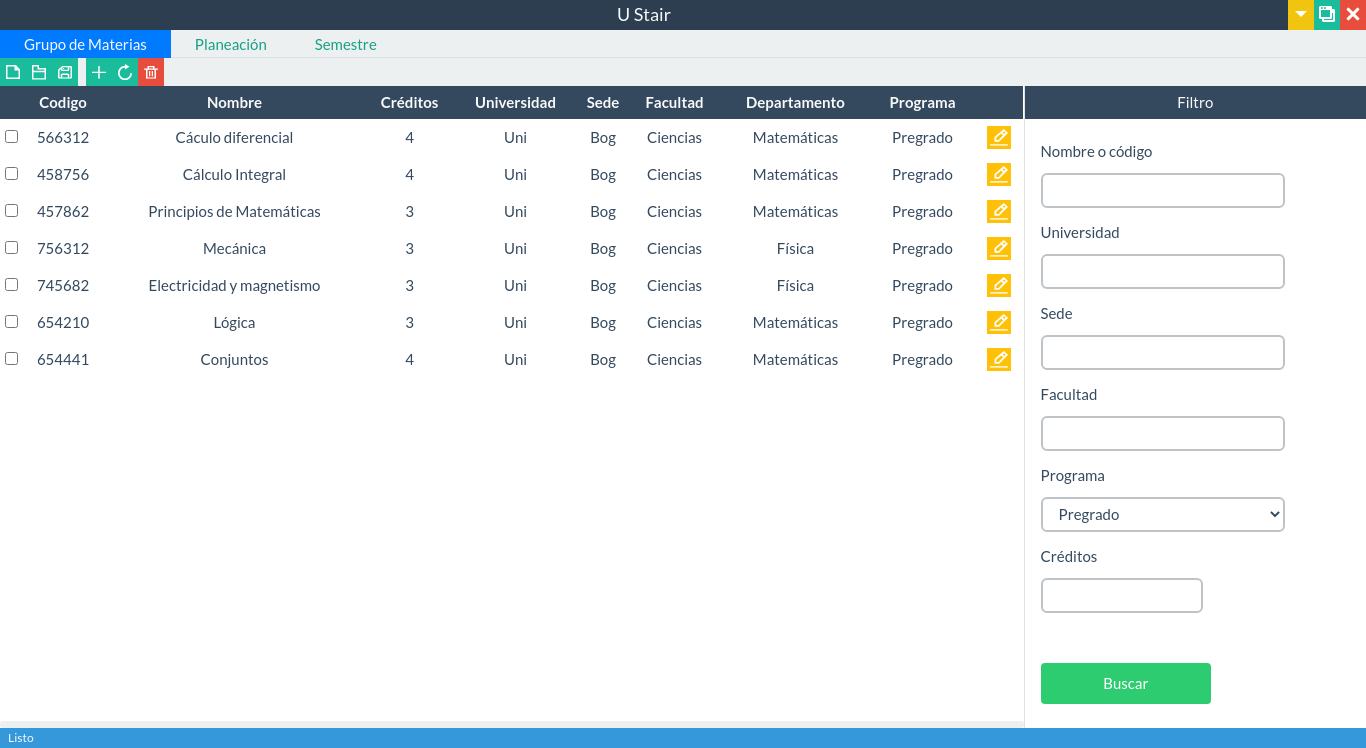 U Stair
Grupo de Materias Planeación Semestre
Codigo Nombre Créditos Universidad Sede Facultad Departamento Programa
566312 Cáculo diferencial 4 Uni Bog Ciencias Matemáticas Pregrado
458756 Cálculo Integral 4 Uni Bog Ciencias Matemáticas Pregrado
457862 Principios de Matemáticas 3 Uni Bog Ciencias Matemáticas Pregrado
756312 Mecánica 3 Uni Bog Ciencias Física Pregrado
745682 Electricidad y magnetismo 3 Uni Bog Ciencias Física Pregrado
654210 Lógica 3 Uni Bog Ciencias Matemáticas Pregrado
654441 Conjuntos 4 Uni Bog Ciencias Matemáticas Pregrado
Filtro
Nombre o código
Universidad
Sede
Facultad
Programa
Pregrado
Créditos
Buscar
Listo